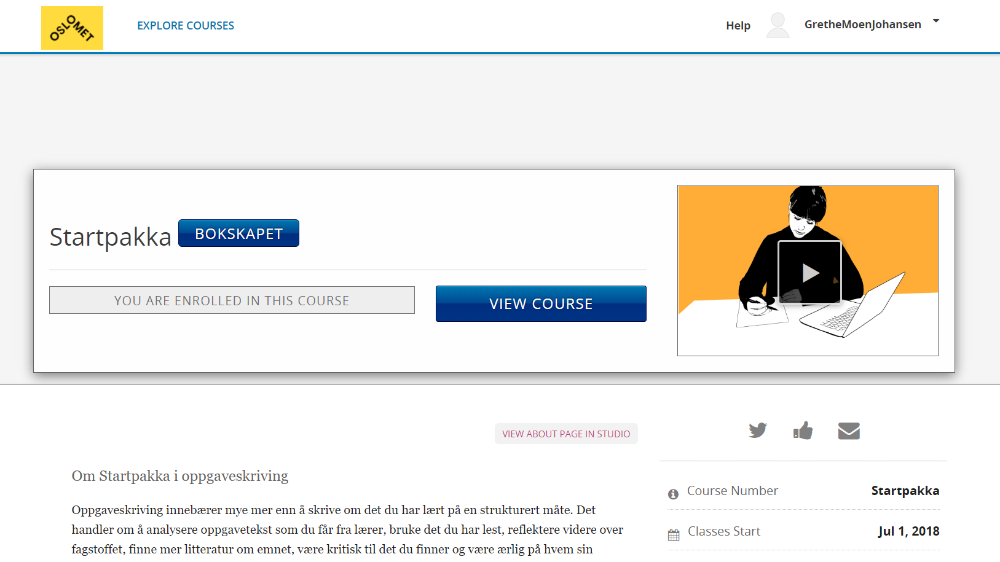 OSLOMET
EXPLORE COURSES
Help
GretheMoenJohansen
Startpakka
BOKSKAPET
YOU ARE ENROLLED IN THIS COURSE
VIEW COURSE
VIEW ABOUT PAGE IN STUDIO
Om Startpakka i oppgaveskriving
Oppgaveskriving innebærer mye mer enn å skrive om det du har lært på en strukturert måte. Det
handler om å analysere oppgavetekst som du får fra lærer, bruke det du har lest, reflektere videre over
fagstoffet, finne mer litteratur om emnet, være kritisk til det du finner og være ærlig på hvem sin
Course Number
Startpakka
Classes Start
Jul 1, 2018